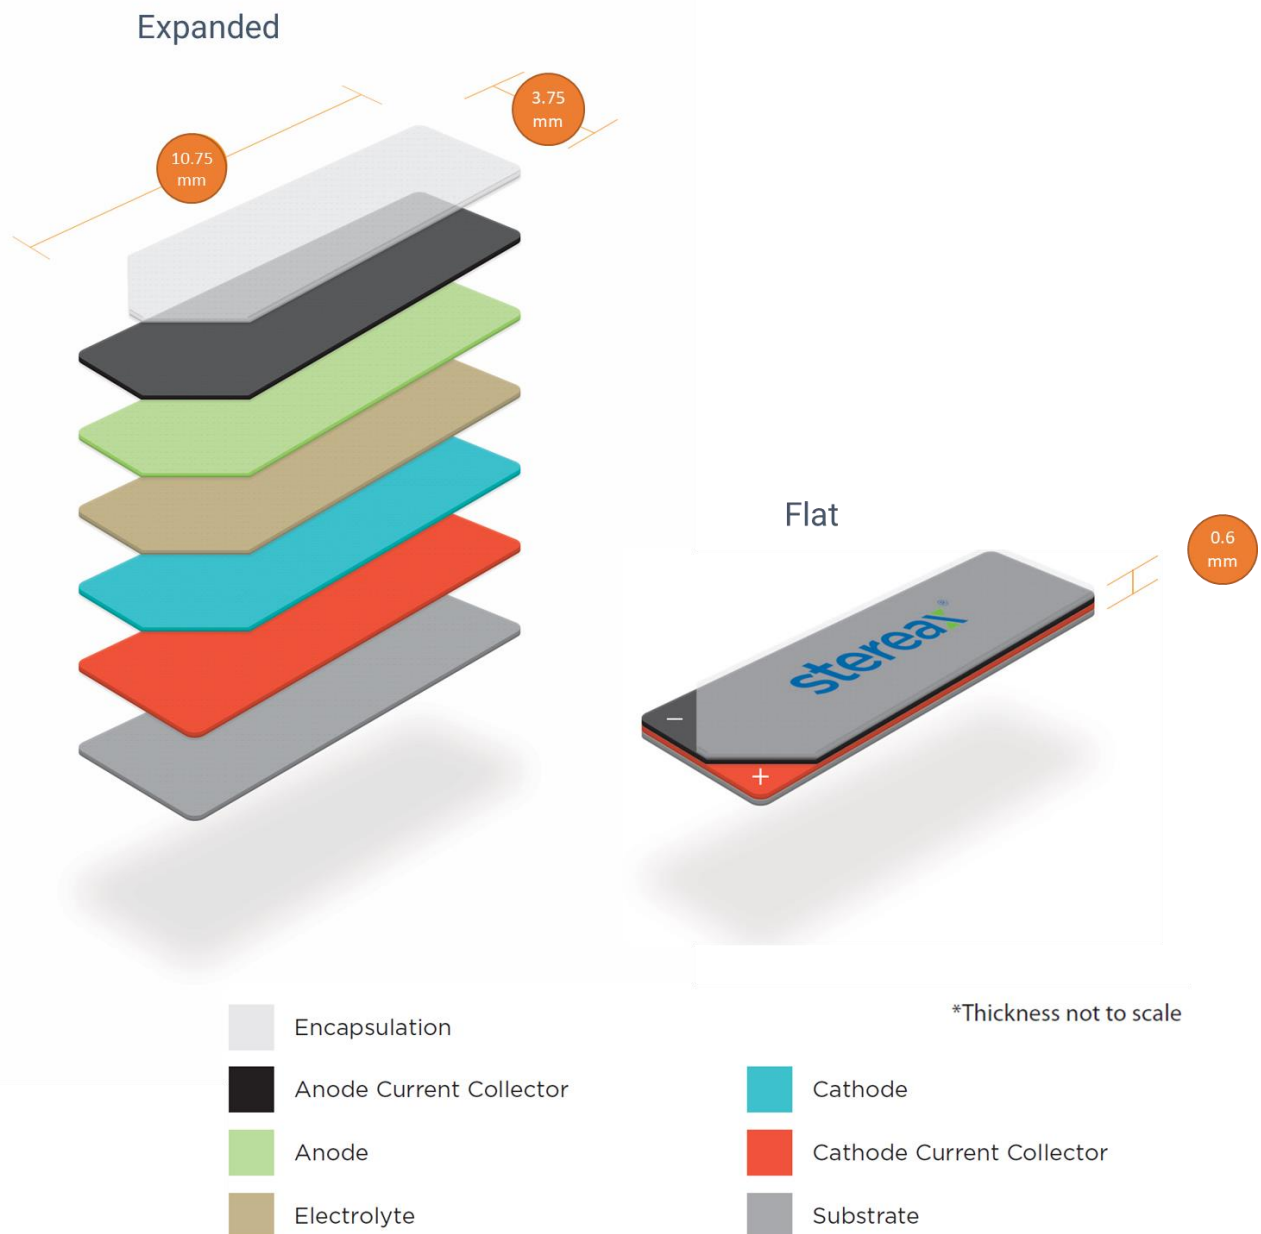 Expanded
3.75
mm
10.75
mm
Flat
0.6
mm
stereax®
−
+
*Thickness not to scale
Encapsulation
Anode Current Collector
Anode
Electrolyte
Cathode
Cathode Current Collector
Substrate